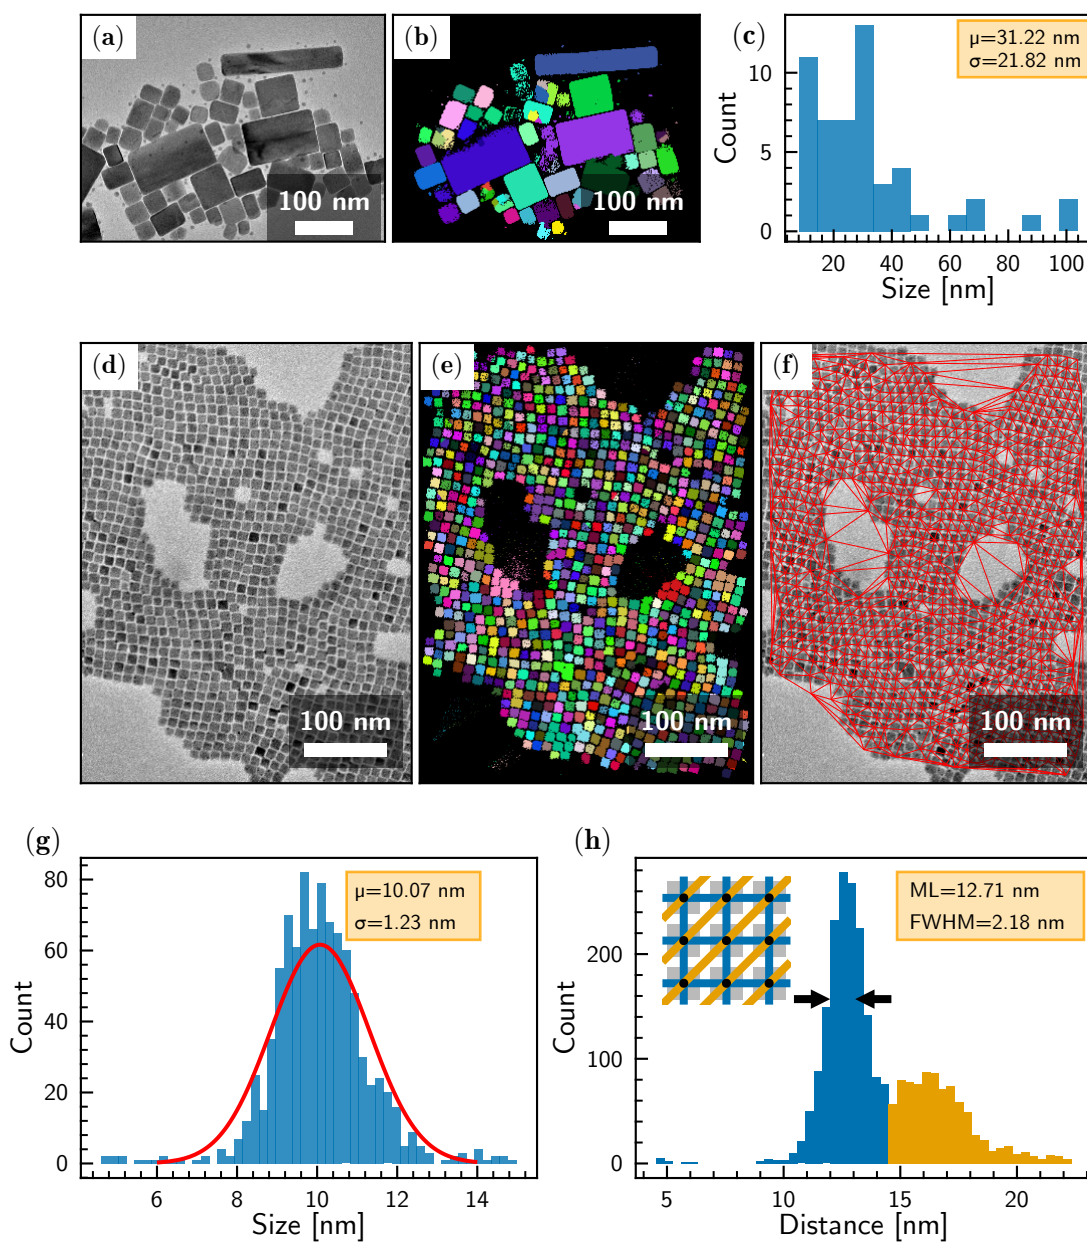 (a)
100 nm
(b)
100 nm
(c)
μ=31.22 nm
σ=21.82 nm
10
5
0
Count
20
40
60
80
100
Size [nm]
(d)
100 nm
(e)
100 nm
(f)
100 nm
(g)
μ=10.07 nm
σ=1.23 nm
80
60
40
20
0
Count
6
8
10
12
14
Size [nm]
(h)
ML=12.71 nm
FWHM=2.18 nm
200
100
0
Count
5
10
15
20
Distance [nm]